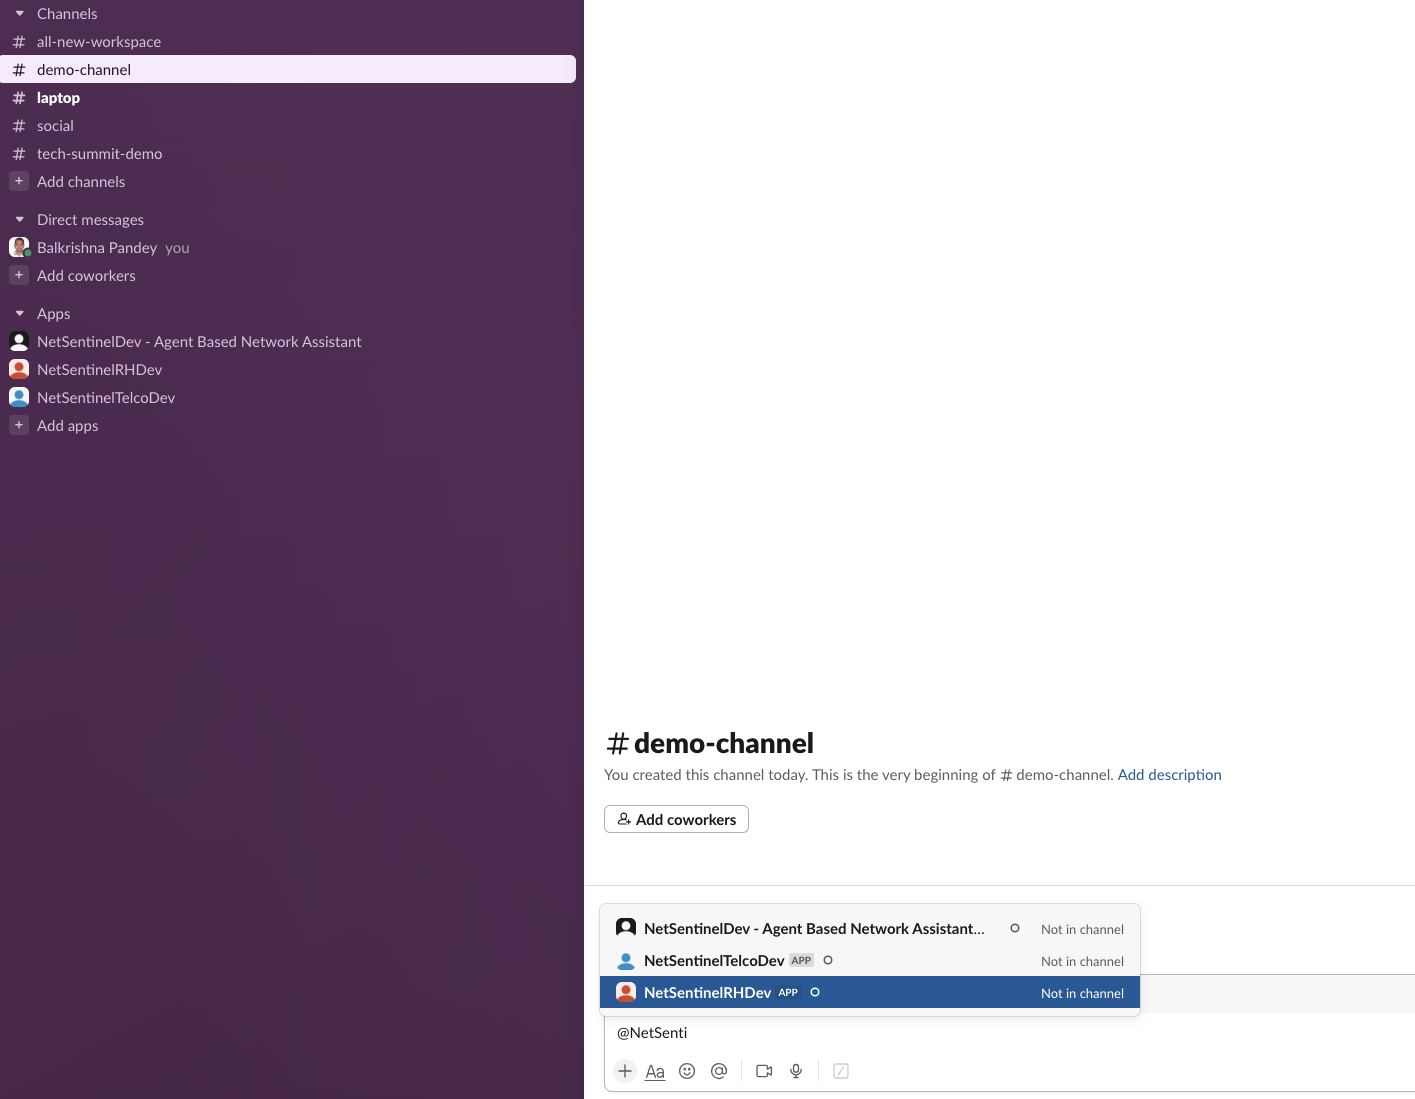 Channels
# all-new-workspace
# demo-channel
# laptop
# social
# tech-summit-demo
+ Add channels
Direct messages
Balkrishna Pandey you
+ Add coworkers
Apps
NetSentinelDev - Agent Based Network Assistant
NetSentinelRHDev
NetSentinelTelcoDev
+ Add apps
# demo-channel
You created this channel today. This is the very beginning of # demo-channel. Add description
Add coworkers
NetSentinelDev - Agent Based Network Assistant... Not in channel
NetSentinelTelcoDev APP Not in channel
NetSentinelRHDev APP Not in channel
@NetSenti
+ Aa @